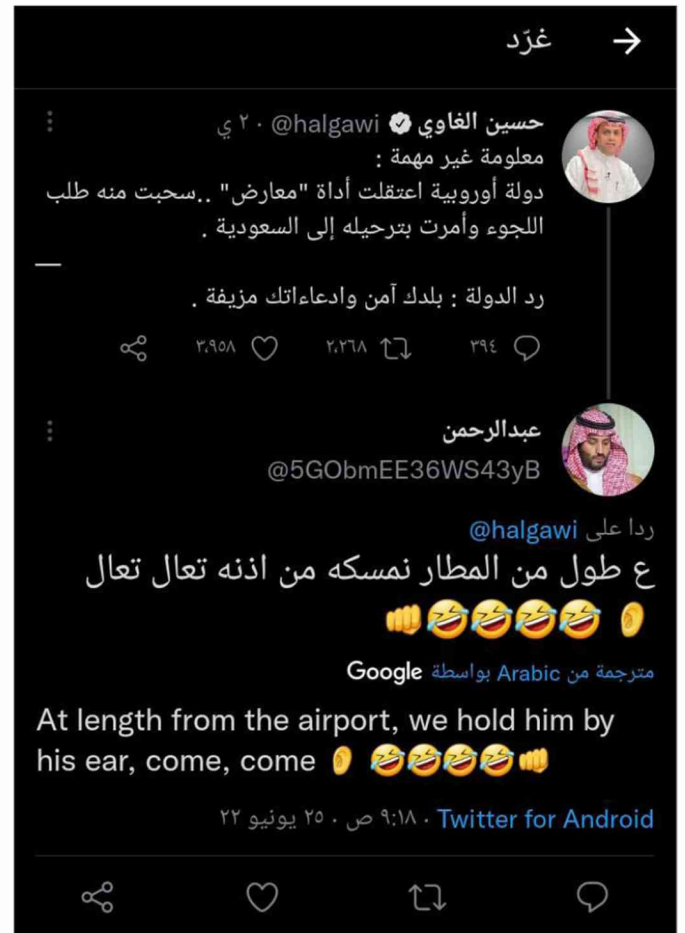 غرّد
حسين الغاوي @halgawi · ٢ ي
معلومة غير مهمة :
دولة أوروبية اعتقلت أداة "معارض" ..سحبت منه طلب
اللجوء وأمرت بترحيله إلى السعودية .
رد الدولة : بلدك آمن وادعاءاتك مزيفة .
٣٩٤ ٢،٢٦٨ ٣،٩٥٨
عبدالرحمن
@5GObmEE36WS43yB
ردا على @halgawi
ع طول من المطار نمسكه من اذنه تعال تعال
👂 🤣🤣🤣🤣👊
مترجمة من Arabic بواسطة Google
At length from the airport, we hold him by
his ear, come, come 👂 🤣🤣🤣🤣👊
٩:١٨ ص · ٢٥ يونيو ٢٢ · Twitter for Android